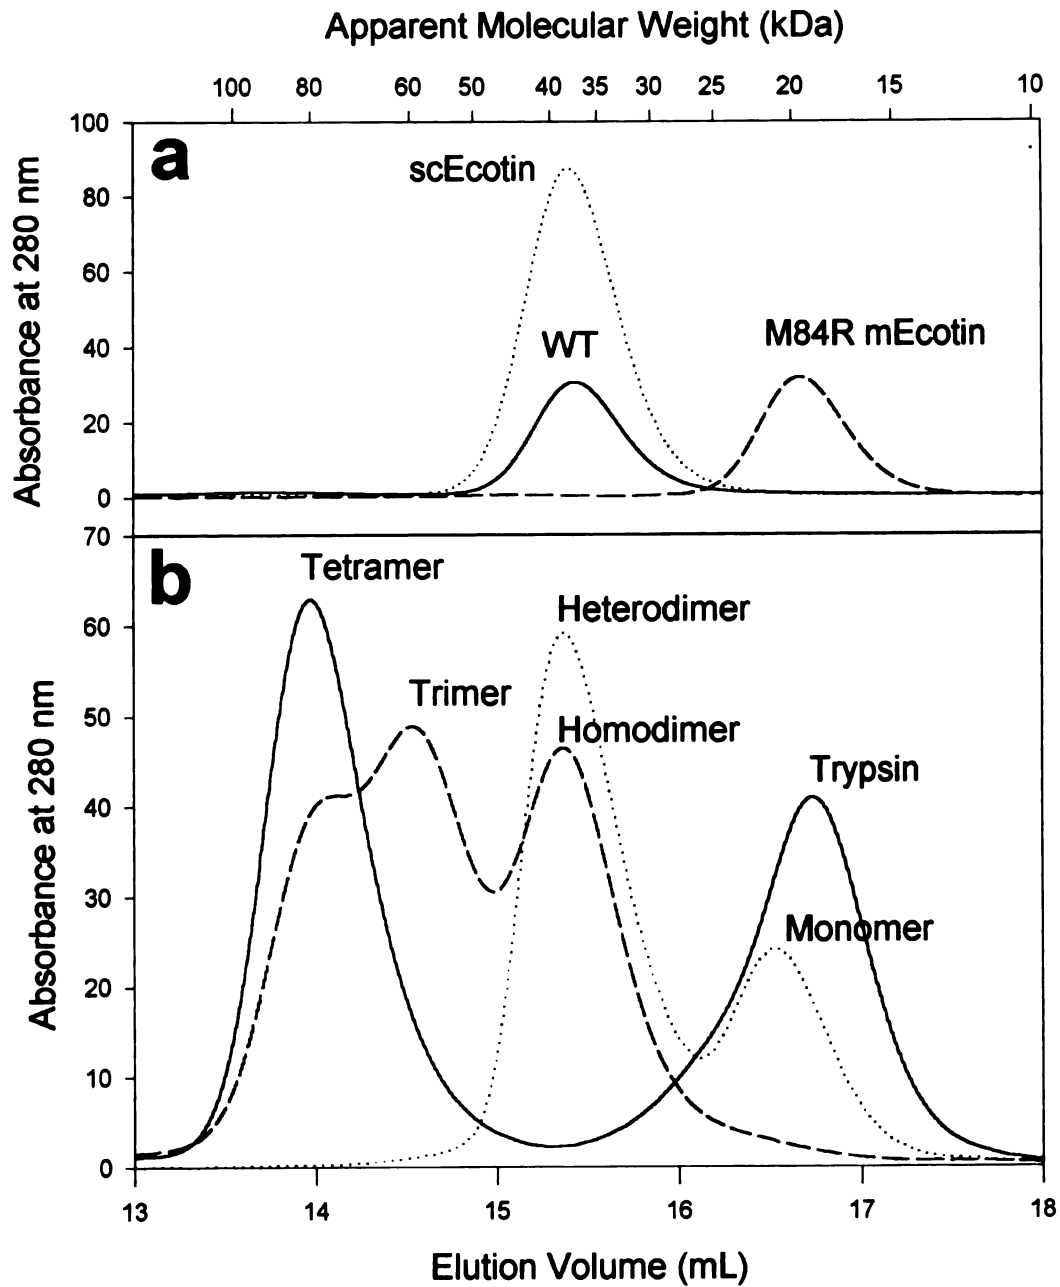 Apparent Molecular Weight (kDa)
100 80 60 50 40 35 30 25 20 15 10
a
100
80
60
40
20
0
Absorbance at 280 nm
scEcotin
WT
M84R mEcotin
b
70
60
50
40
30
20
10
0
Absorbance at 280 nm
Tetramer
Heterodimer
Trimer
Homodimer
Trypsin
Monomer
13 14 15 16 17 18
Elution Volume (mL)